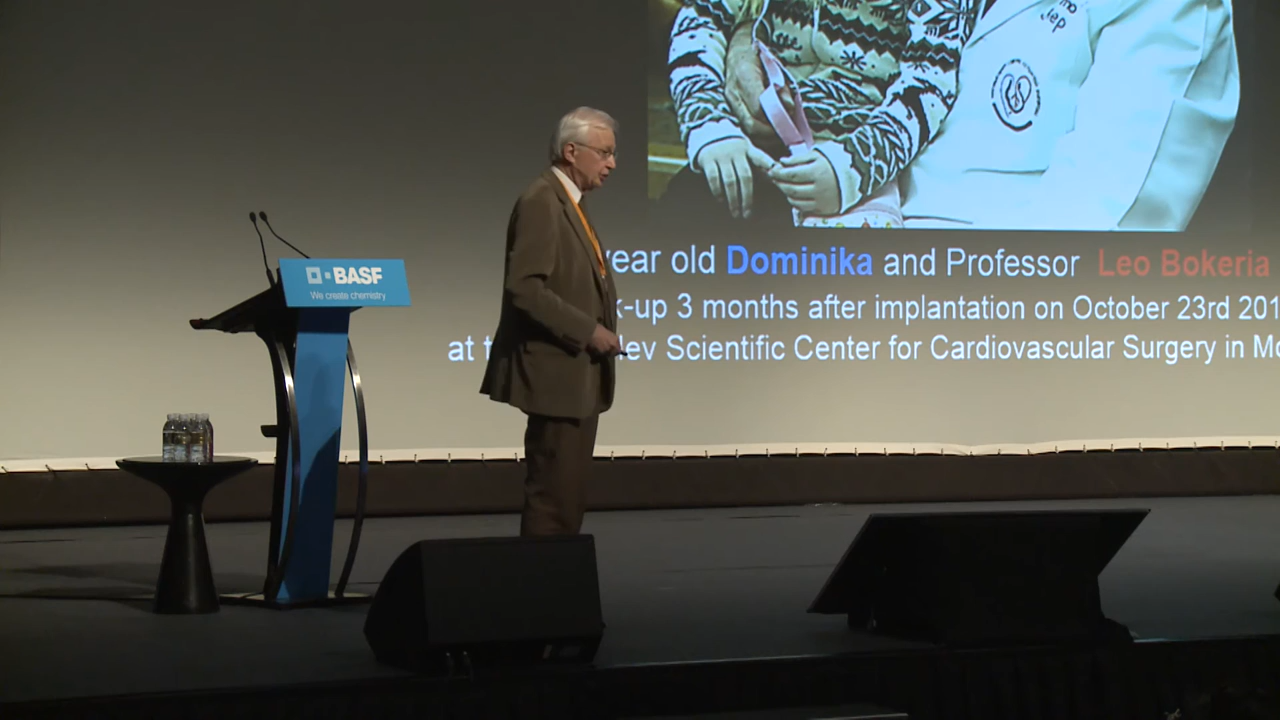 BASF
We create chemistry
year old Dominika and Professor Leo Bokeria
k-up 3 months after implantation on October 23rd 201
at t lev Scientific Center for Cardiovascular Surgery in Mo